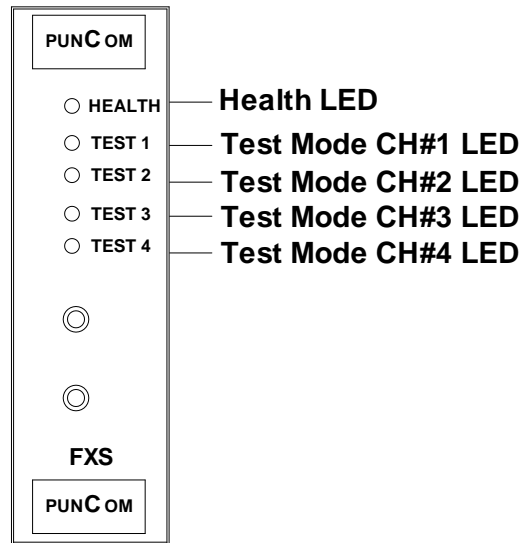 PUNCOM
HEALTH Health LED
TEST 1 Test Mode CH#1 LED
TEST 2 Test Mode CH#2 LED
TEST 3 Test Mode CH#3 LED
TEST 4 Test Mode CH#4 LED
FXS
PUNCOM